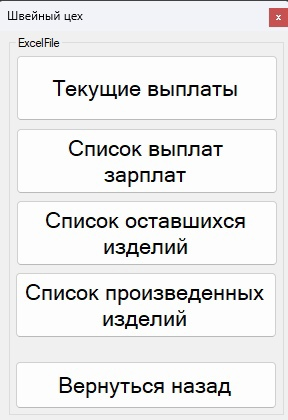 Швейный цех
x
ExcelFile
Текущие выплаты
Список выплат
зарплат
Список оставшихся
изделий
Список произведенных
изделий
Вернуться назад